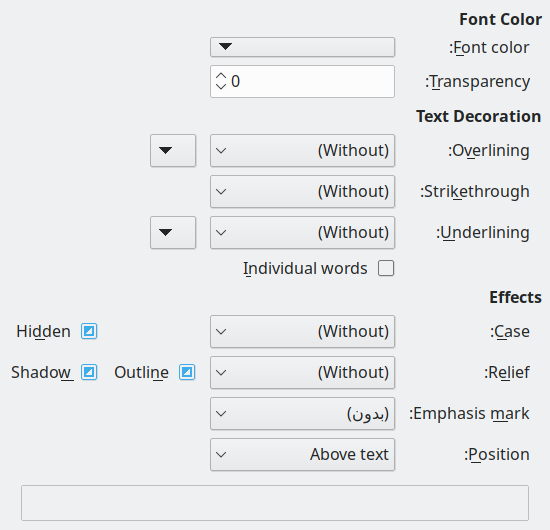 Font Color
:Font color
:Transparency 0
Text Decoration
:Overlining (Without)
:Strikethrough (Without)
:Underlining (Without)
Individual words
Effects
:Case (Without) Hidden
:Relief (Without) Outline Shadow
:Emphasis mark (بدون)
:Position Above text